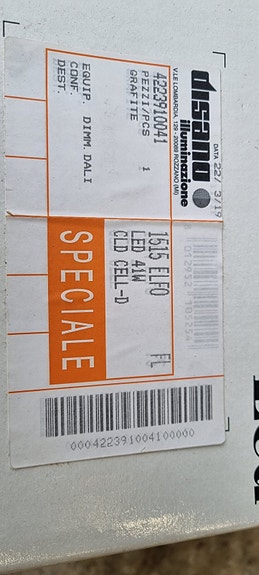 disano
illuminazione
DATA 22/ 3/19
V.LE LOMBARDIA, 129 - 20089 ROZZANO (MI)
4223910041
PEZZI/PCS 1
GRAFITE
EQUIP. DIMM.DALI
CONF.
DEST.
1515 ELFO FL
LED 41W
CLD CELL-D
SPECIALE
000422391004100000